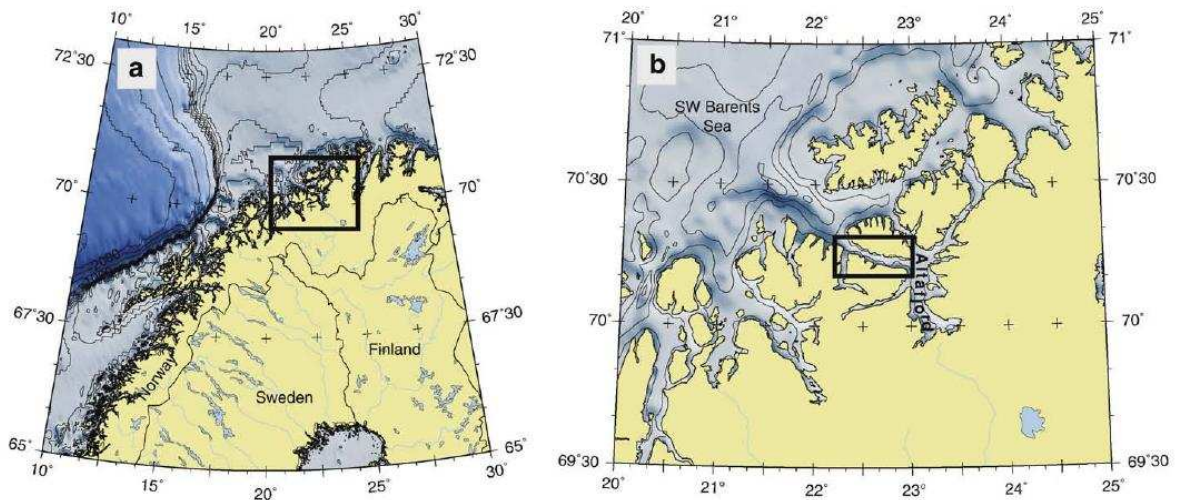 10° 15° 20° 25° 30°
72°30'
72°30'
a
70°
70°
67°30'
67°30'
Norway
Sweden
Finland
65°
65°
10° 15° 20° 25° 30°
20° 21° 22° 23° 24° 25°
71°
71°
b
SW Barents
Sea
70°30'
70°30'
Altafjord
70°
70°
69°30'
69°30'
20° 21° 22° 23° 24° 25°